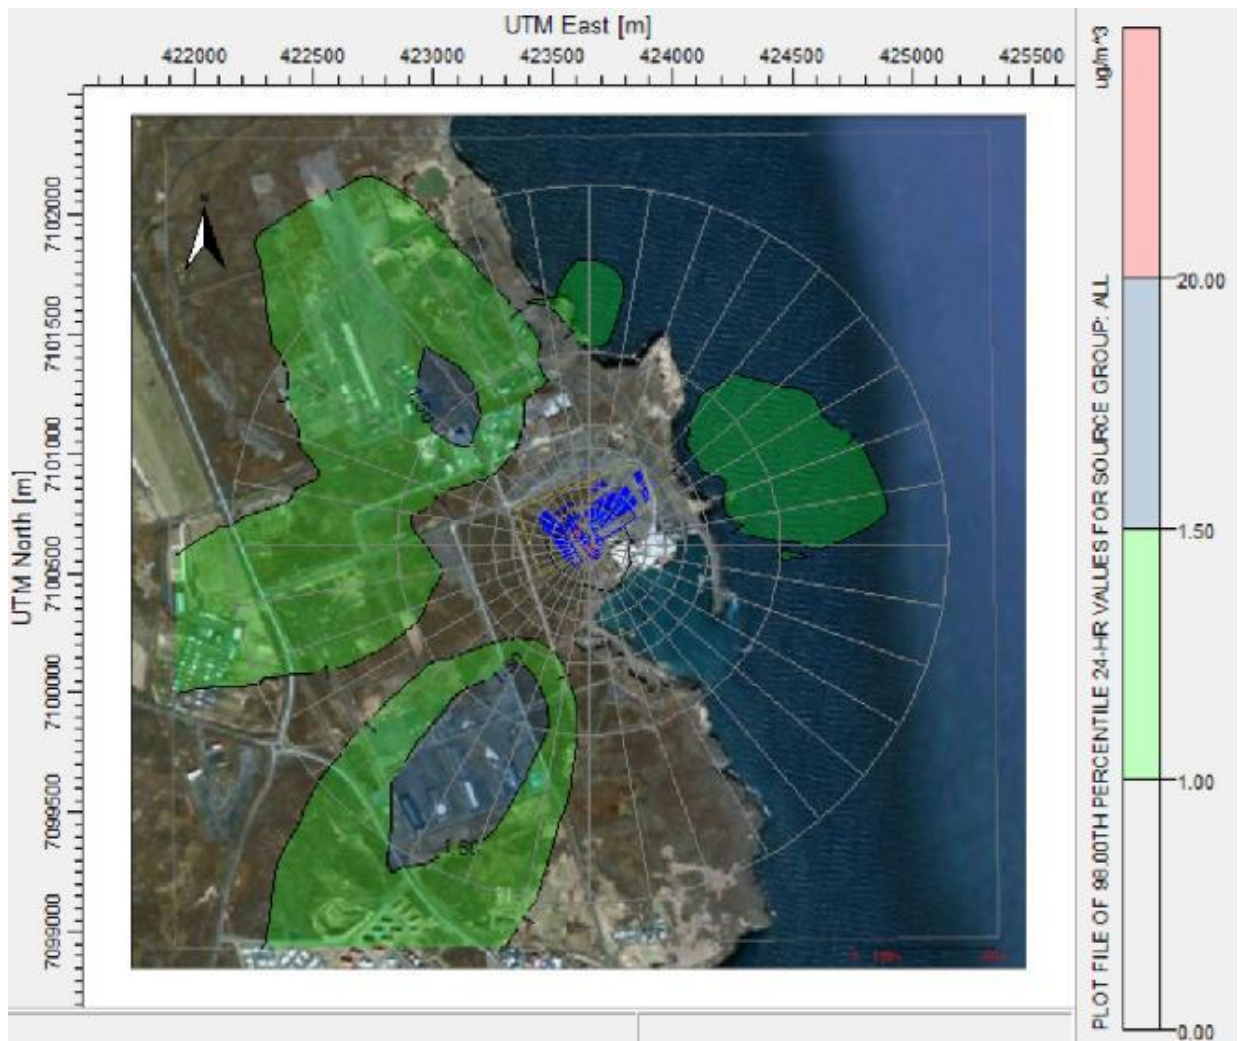 UTM East [m]
422000 422500 423000 423500 424000 424500 425000 425500
UTM North [m]
7102000
7101500
7101000
7100500
7100000
7099500
7099000
ug/m^3
PLOT FILE OF 98.00TH PERCENTILE 24-HR VALUES FOR SOURCE GROUP: ALL
20.00
1.50
1.00
0.00